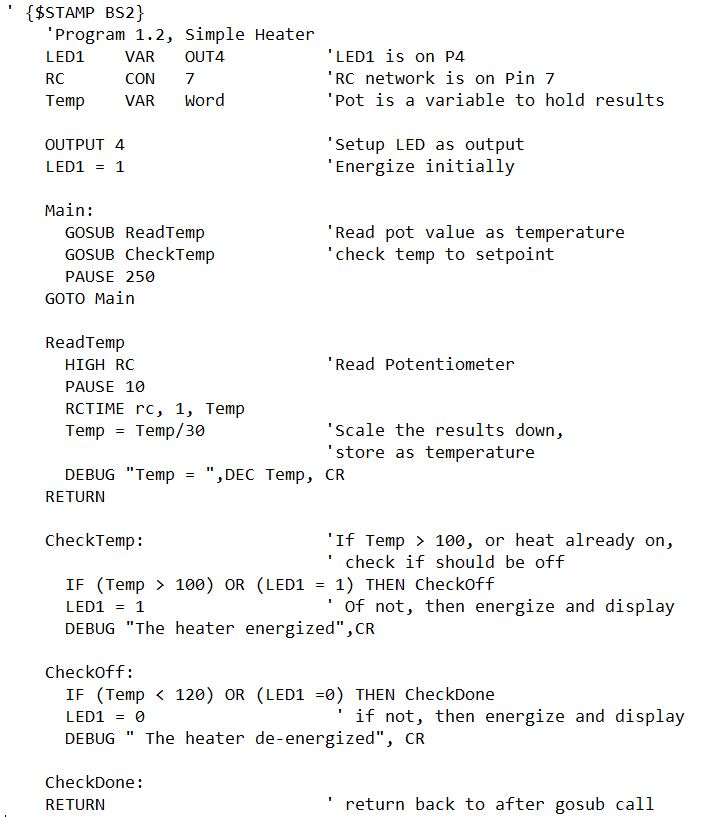 ' {$STAMP BS2}
'Program 1.2, Simple Heater
LED1 VAR OUT4 'LED1 is on P4
RC CON 7 'RC network is on Pin 7
Temp VAR Word 'Pot is a variable to hold results
OUTPUT 4 'Setup LED as output
LED1 = 1 'Energize initially
Main:
GOSUB ReadTemp 'Read pot value as temperature
GOSUB CheckTemp 'check temp to setpoint
PAUSE 250
GOTO Main
ReadTemp
HIGH RC 'Read Potentiometer
PAUSE 10
RCTIME rc, 1, Temp
Temp = Temp/30 'Scale the results down,
'store as temperature
DEBUG "Temp = ",DEC Temp, CR
RETURN
CheckTemp: 'If Temp > 100, or heat already on,
' check if should be off
IF (Temp > 100) OR (LED1 = 1) THEN CheckOff
LED1 = 1 ' Of not, then energize and display
DEBUG "The heater energized",CR
CheckOff:
IF (Temp < 120) OR (LED1 =0) THEN CheckDone
LED1 = 0 ' if not, then energize and display
DEBUG " The heater de-energized", CR
CheckDone:
RETURN ' return back to after gosub call